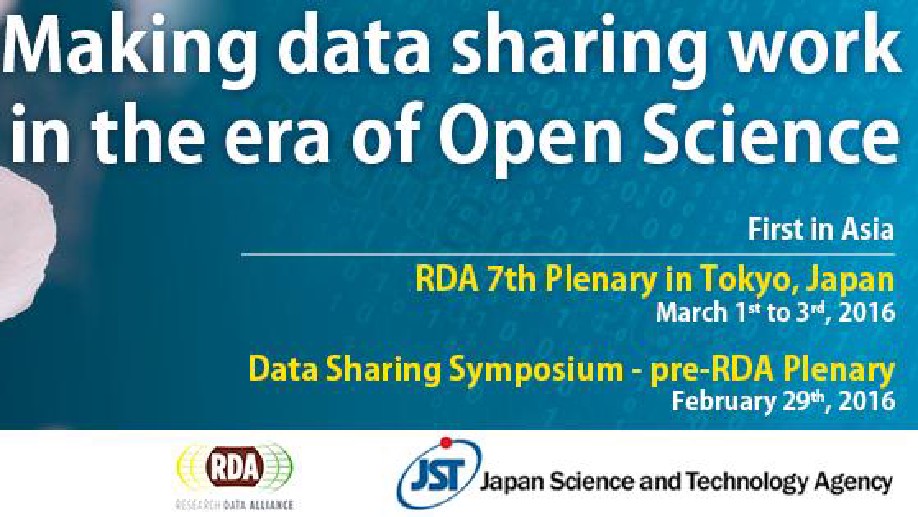 Making data sharing work
in the era of Open Science
First in Asia
RDA 7th Plenary in Tokyo, Japan
March 1st to 3rd, 2016
Data Sharing Symposium - pre-RDA Plenary
February 29th, 2016
RDA
RESEARCH DATA ALLIANCE
JST Japan Science and Technology Agency